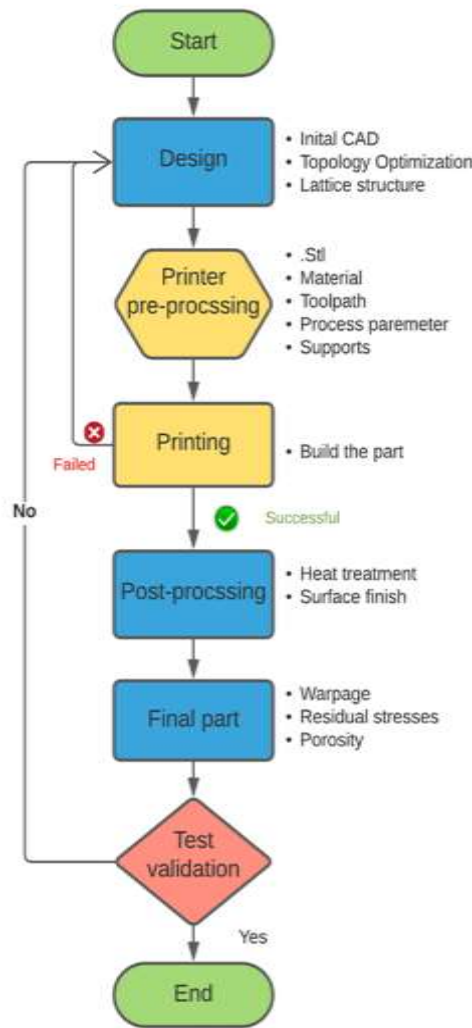 Start
Design
• Inital CAD
• Topology Optimization
• Lattice structure
Printer
pre-procssing
• .Stl
• Material
• Toolpath
• Process paremeter
• Supports
Printing
• Build the part
Failed
No
Successful
Post-procssing
• Heat treatment
• Surface finish
Final part
• Warpage
• Residual stresses
• Porosity
Test
validation
Yes
End